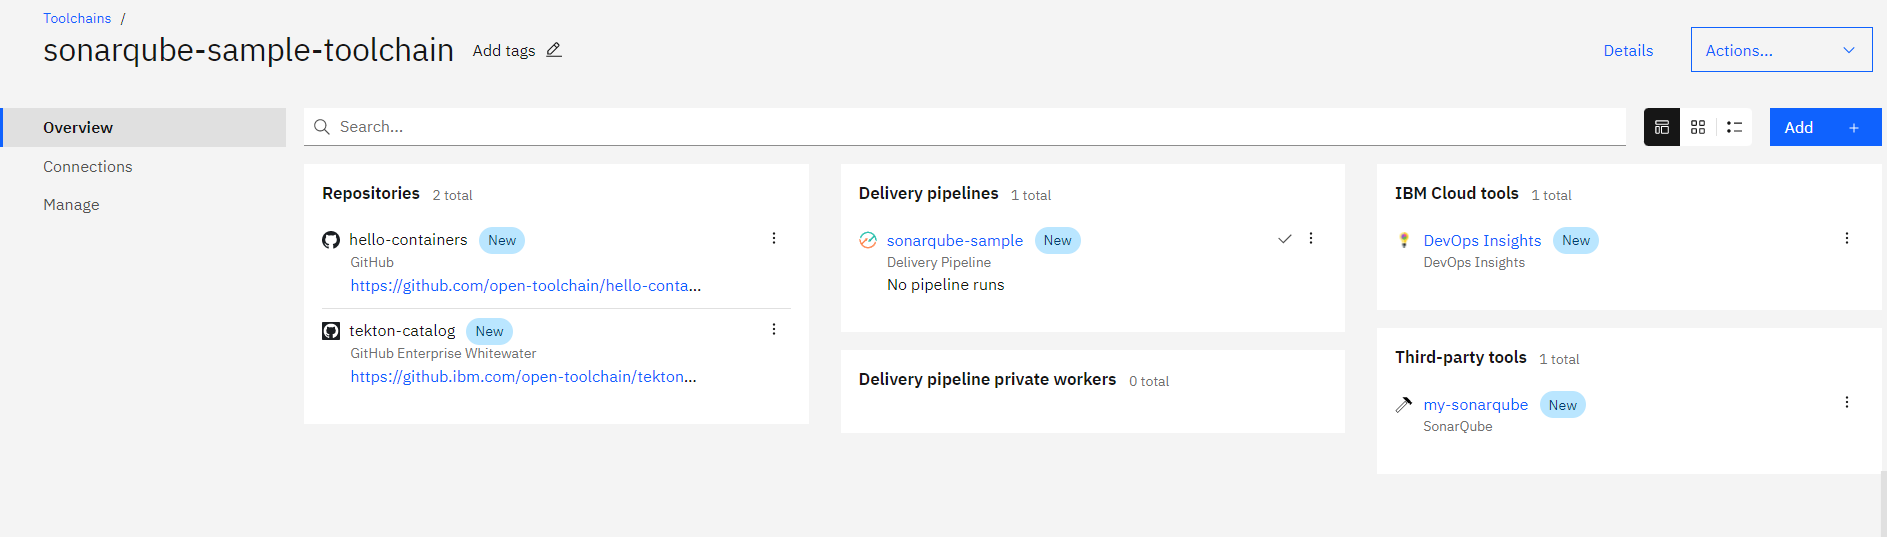 Toolchains /
sonarqube-sample-toolchain Add tags
Details Actions...
Overview
Connections
Manage
Search...
Add +
Repositories 2 total
hello-containers New
GitHub
https://github.com/open-toolchain/hello-conta...
tekton-catalog New
GitHub Enterprise Whitewater
https://github.ibm.com/open-toolchain/tekton...
Delivery pipelines 1 total
sonarqube-sample New
Delivery Pipeline
No pipeline runs
Delivery pipeline private workers 0 total
IBM Cloud tools 1 total
DevOps Insights New
DevOps Insights
Third-party tools 1 total
my-sonarqube New
SonarQube